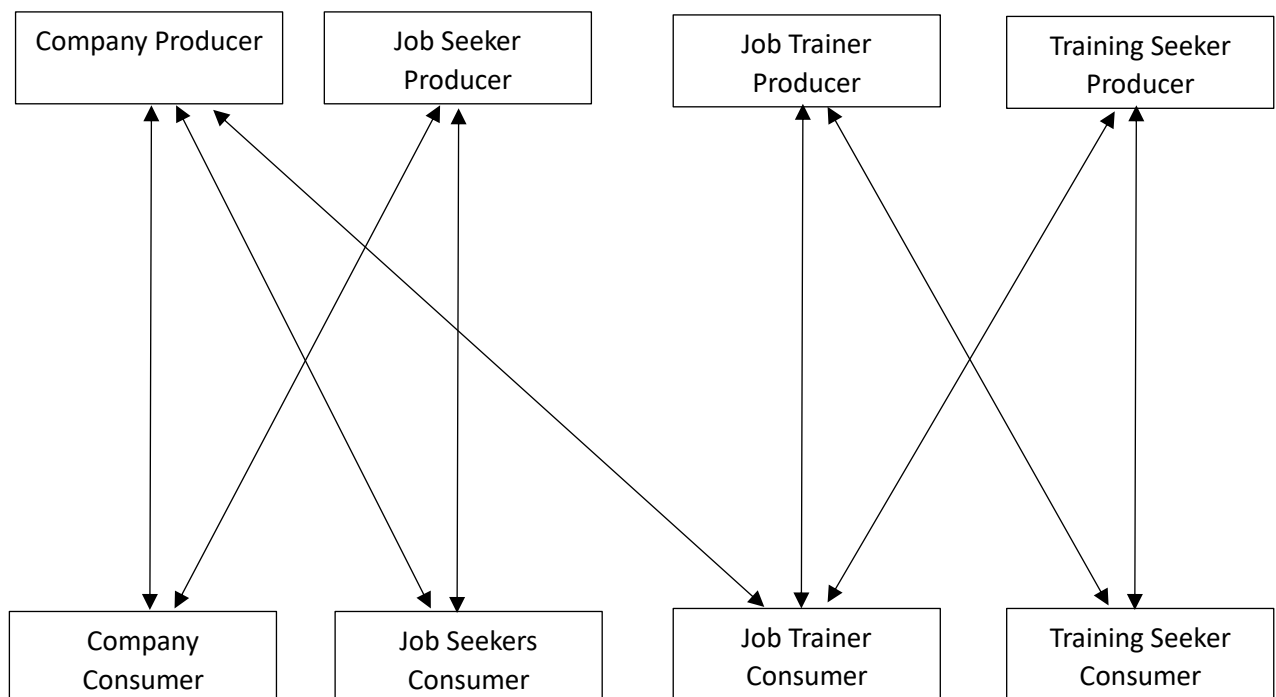 Company Producer
Job Seeker
Producer
Job Trainer
Producer
Training Seeker
Producer
Company
Consumer
Job Seekers
Consumer
Job Trainer
Consumer
Training Seeker
Consumer